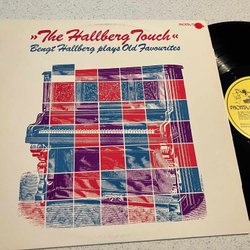 »The Hallberg Touch«
Bengt Hallberg plays Old Favourites